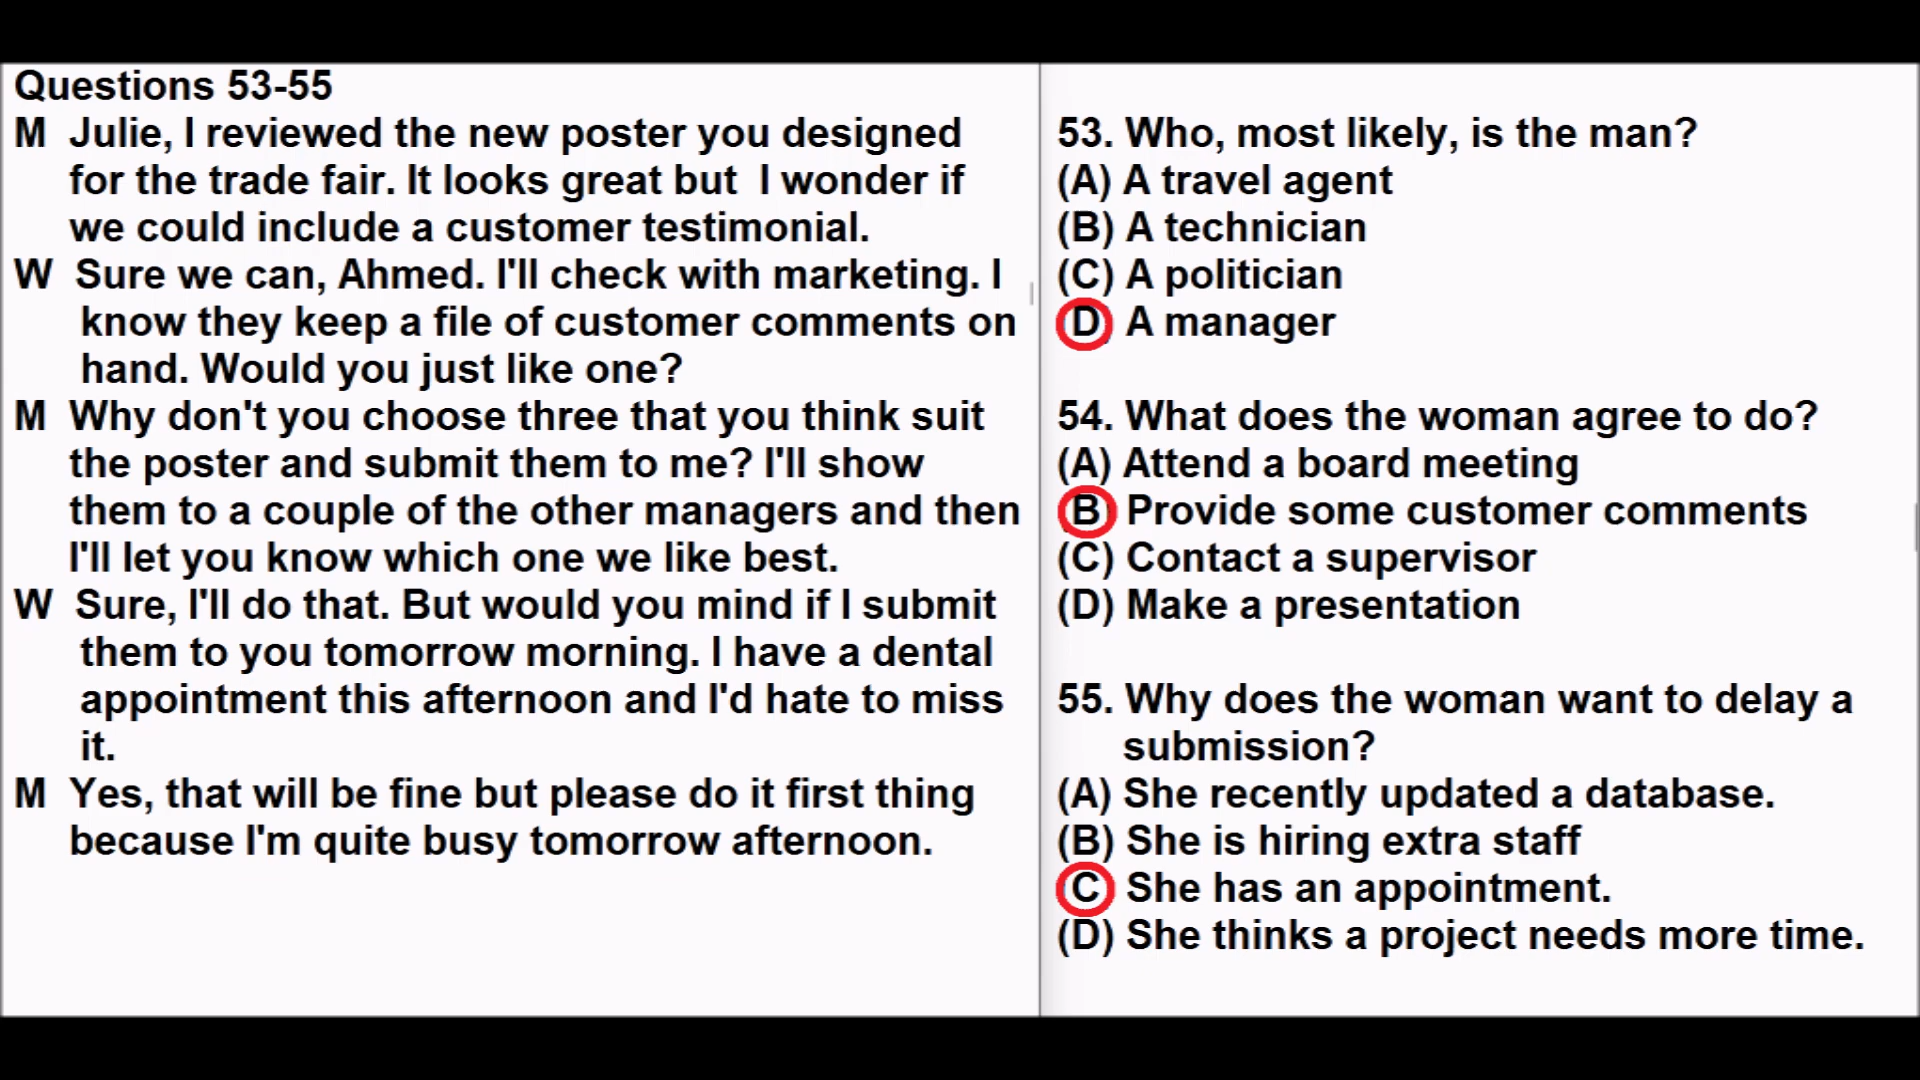 Questions 53-55
M Julie, I reviewed the new poster you designed
for the trade fair. It looks great but I wonder if
we could include a customer testimonial.
W Sure we can, Ahmed. I'll check with marketing. I
know they keep a file of customer comments on
hand. Would you just like one?
M Why don't you choose three that you think suit
the poster and submit them to me? I'll show
them to a couple of the other managers and then
I'll let you know which one we like best.
W Sure, I'll do that. But would you mind if I submit
them to you tomorrow morning. I have a dental
appointment this afternoon and I'd hate to miss
it.
M Yes, that will be fine but please do it first thing
because I'm quite busy tomorrow afternoon.
53. Who, most likely, is the man?
(A) A travel agent
(B) A technician
(C) A politician
(D) A manager
54. What does the woman agree to do?
(A) Attend a board meeting
(B) Provide some customer comments
(C) Contact a supervisor
(D) Make a presentation
55. Why does the woman want to delay a
submission?
(A) She recently updated a database.
(B) She is hiring extra staff
(C) She has an appointment.
(D) She thinks a project needs more time.